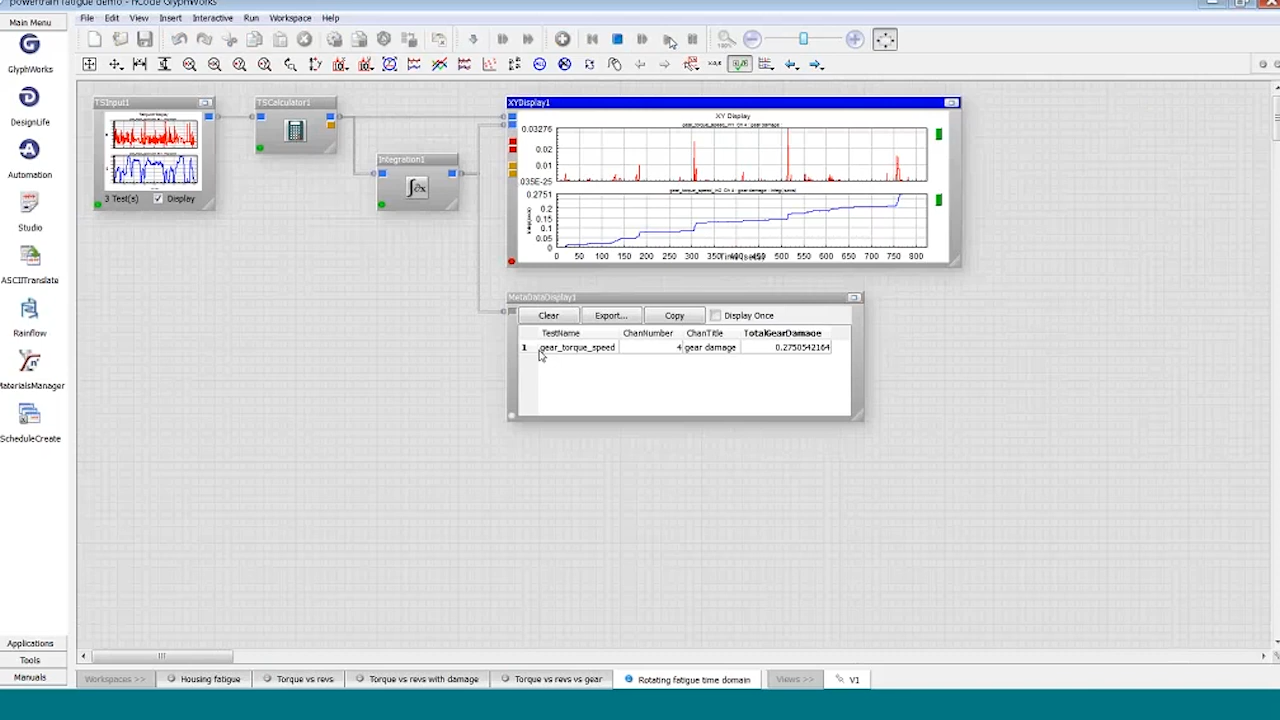 powertrain fatigue demo - nCode GlyphWorks
File Edit View Insert Interactive Run Workspace Help
Main Menu
GlyphWorks
DesignLife
Automation
Studio
ASCIITranslate
Rainflow
MaterialsManager
ScheduleCreate
Applications
Tools
Manuals
TSInput1
3 Test(s) Display
TSCalculator1
Integration1
XYDisplay1
XY Display
0.03276
0.02
0.01
035E-25
0.2751
0.2
0.15
0.1
0.05
0
0 50 100 150 200 250 300 350 400 450 500 550 600 650 700 750 800
MetaDataDisplay1
Clear Export... Copy Display Once
TestName ChanNumber ChanTitle TotalGearDamage
1 gear_torque_speed 4 gear damage 0.2750542164
Workspaces >> Housing fatigue Torque vs revs Torque vs revs with damage Torque vs revs vs gear Rotating fatigue time domain Views >> V1